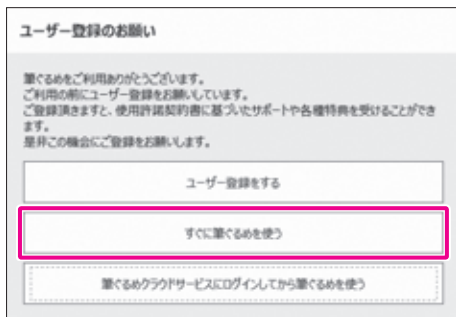 ユーザー登録のお願い
筆ぐるめをご利用ありがとうございます。
ご利用の前にユーザー登録をお願いしています。
ご登録頂きますと、使用許諾契約書に基づいたサポートや各種特典を受けることができ
ます。
是非この機会にご登録をお願いします。
ユーザー登録をする
すぐに筆ぐるめを使う
筆ぐるめクラウドサービスにログインしてから筆ぐるめを使う